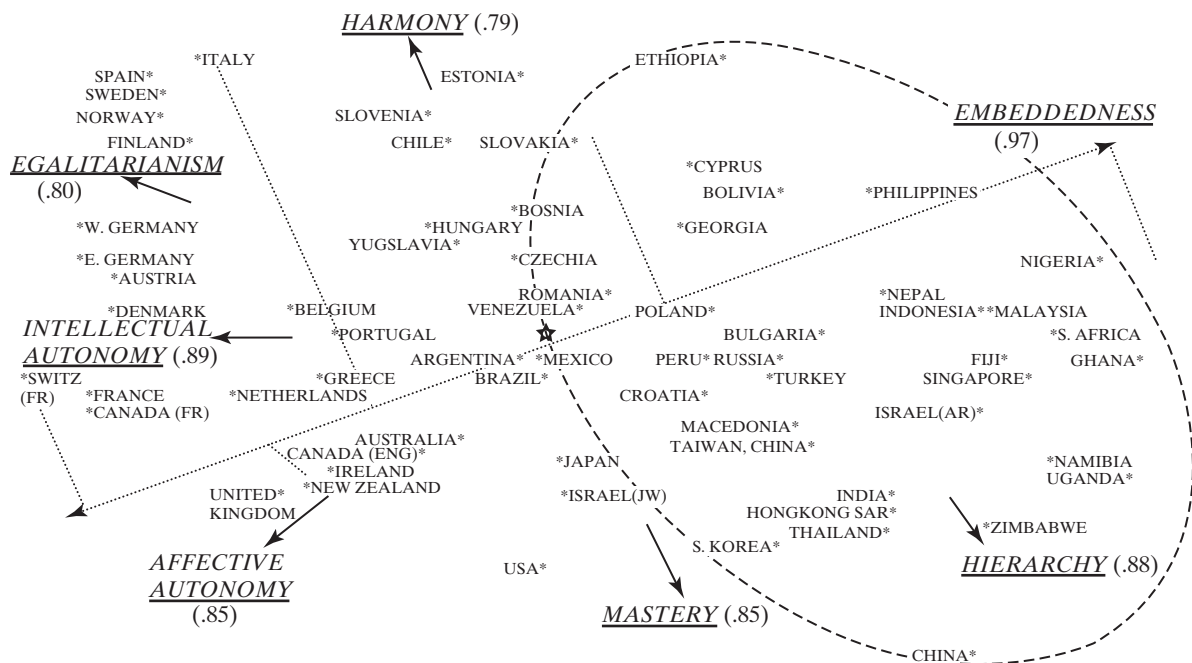 HARMONY (.79)
*ITALY
ETHIOPIA*
SPAIN*
ESTONIA*
SWEDEN*
NORWAY*
SLOVENIA*
EMBEDDEDNESS
(.97)
FINLAND*
CHILE*
SLOVAKIA*
EGALITARIANISM
(.80)
*CYPRUS
BOLIVIA*
*PHILIPPINES
*BOSNIA
*W. GERMANY
*HUNGARY
*GEORGIA
YUGSLAVIA*
*E. GERMANY
*CZECHIA
NIGERIA*
*AUSTRIA
ROMANIA*
*NEPAL
*DENMARK
*BELGIUM
VENEZUELA*
POLAND*
INDONESIA**MALAYSIA
INTELLECTUAL
AUTONOMY (.89)
*PORTUGAL
BULGARIA*
*S. AFRICA
ARGENTINA*
*MEXICO
PERU*
RUSSIA*
FIJI*
GHANA*
*SWITZ
(FR)
*GREECE
BRAZIL*
*TURKEY
SINGAPORE*
*FRANCE
*NETHERLANDS
CROATIA*
*CANADA (FR)
ISRAEL(AR)*
MACEDONIA*
AUSTRALIA*
TAIWAN, CHINA*
CANADA (ENG)*
*JAPAN
*NAMIBIA
*IRELAND
UGANDA*
*NEW ZEALAND
UNITED*
KINGDOM
*ISRAEL(JW)
INDIA*
HONGKONG SAR*
THAILAND*
*ZIMBABWE
S. KOREA*
AFFECTIVE
AUTONOMY
(.85)
USA*
HIERARCHY (.88)
MASTERY (.85)
CHINA*